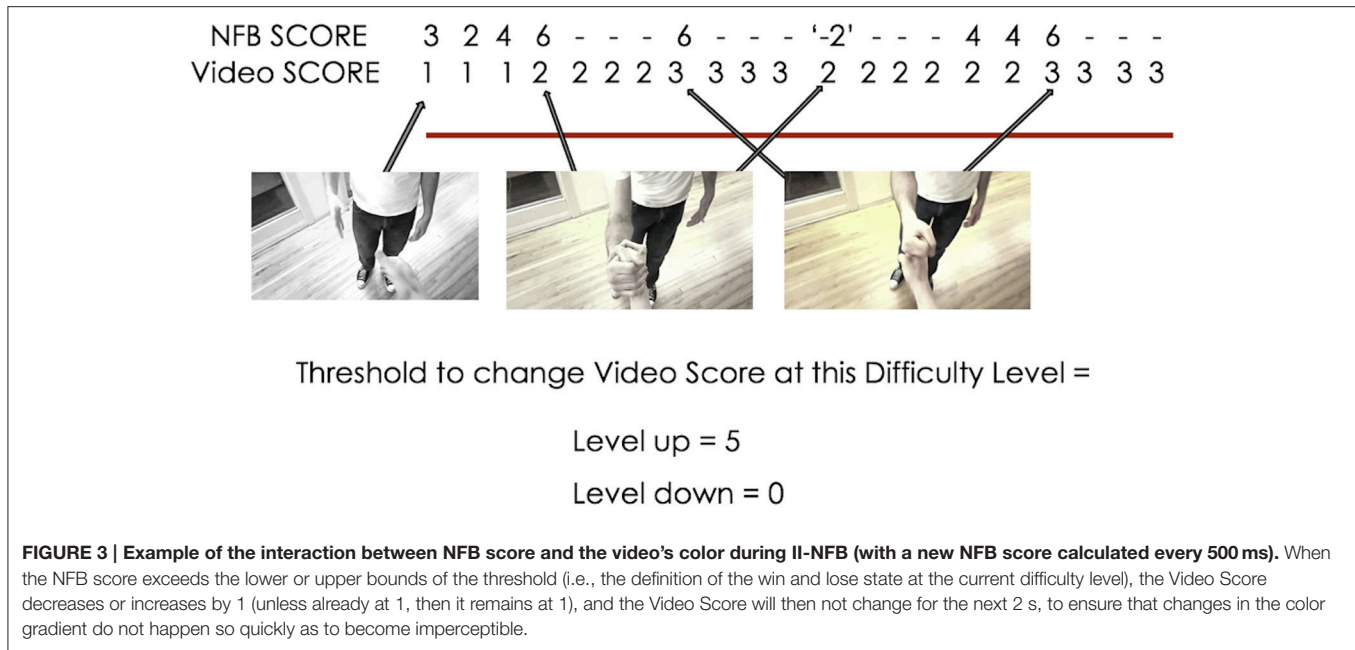 NFB SCORE 3 2 4 6 - - - 6 - - - ‘-2’ - - - 4 4 6 - - -
Video SCORE 1 1 1 2 2 2 2 3 3 3 3 2 2 2 2 2 2 3 3 3 3
Threshold to change Video Score at this Difficulty Level =
Level up = 5
Level down = 0
FIGURE 3 | Example of the interaction between NFB score and the video's color during II-NFB (with a new NFB score calculated every 500 ms). When
the NFB score exceeds the lower or upper bounds of the threshold (i.e., the definition of the win and lose state at the current difficulty level), the Video Score
decreases or increases by 1 (unless already at 1, then it remains at 1), and the Video Score will then not change for the next 2 s, to ensure that changes in the color
gradient do not happen so quickly as to become imperceptible.